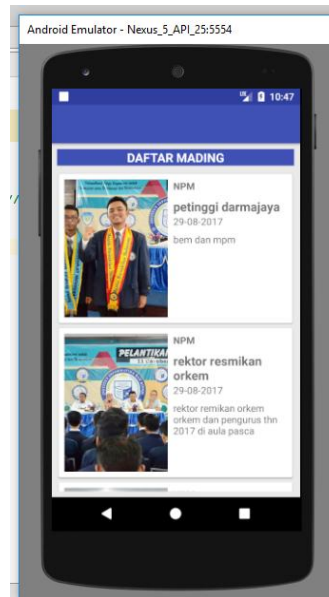 Android Emulator - Nexus_5_API_25:5554
10:47
DAFTAR MADING
NPM
petinggi darmajaya
29-08-2017
bem dan mpm
PELANTIKAN
NPM
rektor resmikan
orkem
29-08-2017
rektor remikan orkem
orkem dan pengurus thn
2017 di aula pasca